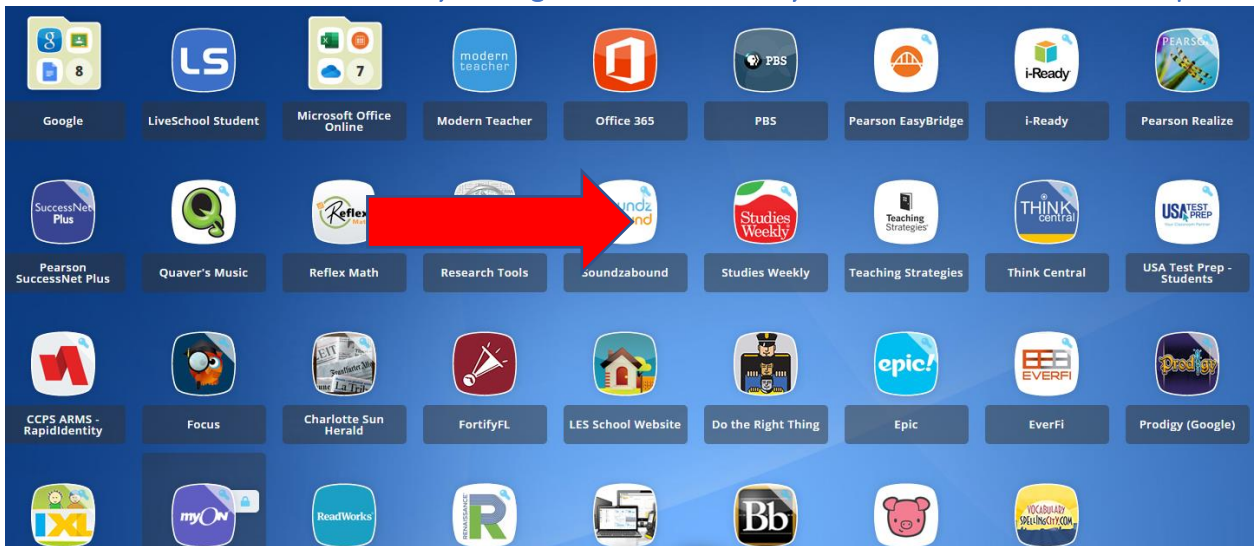 8
LS
7
modern
teacher
PBS
i-Ready
PEARSON
Google
LiveSchool Student
Microsoft Office
Online
Modern Teacher
Office 365
PBS
Pearson EasyBridge
i-Ready
Pearson Realize
SuccessNet
Plus
Q
Reflex
Studies
Weekly
Teaching
Strategies
THINK
central
USA TEST
PREP
Pearson
SuccessNet Plus
Quaver's Music
Reflex Math
Research Tools
Soundzabound
Studies Weekly
Teaching Strategies
Think Central
USA Test Prep -
Students
epic!
EVERFI
Prodigy
CCPS ARMS -
RapidIdentity
Focus
Charlotte Sun
Herald
FortifyFL
LES School Website
Do the Right Thing
Epic
EverFi
Prodigy (Google)
IXL
myON
ReadWorks
RENAISSANCE
R
Bb
VOCABULARY
SPELLINGCITY.COM